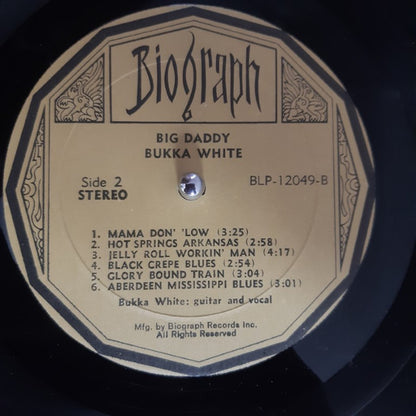 Biograph
BIG DADDY
BUKKA WHITE
Side 2 BLP-12049-B
STEREO
1. MAMA DON' 'LOW (3:25)
2. HOT SPRINGS ARKANSAS (2:58)
3. JELLY ROLL WORKIN' MAN (4:17)
4. BLACK CREPE BLUES (2:54)
5. GLORY BOUND TRAIN (3:04)
6. ABERDEEN MISSISSIPPI BLUES (3:01)
Bukka White: guitar and vocal
Mfg. by Biograph Records Inc.
All Rights Reserved